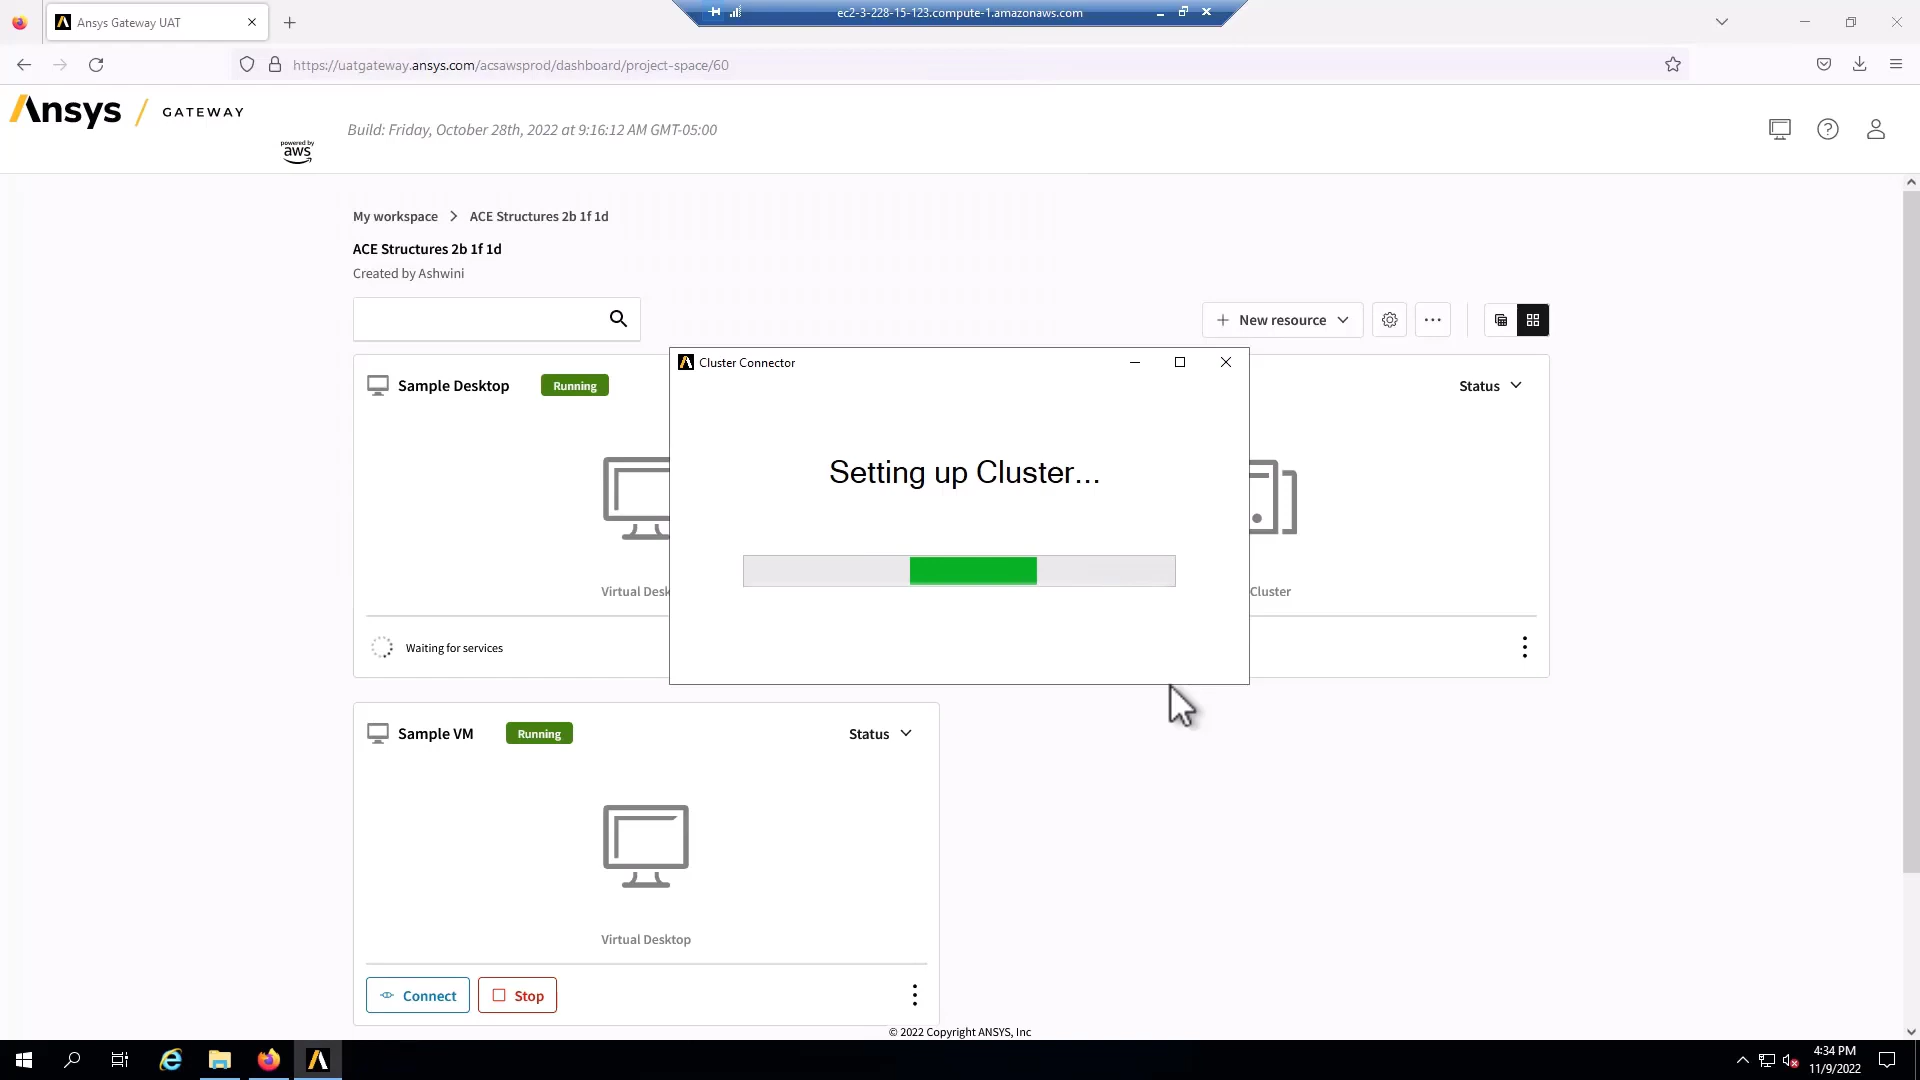 Ansys Gateway UAT
ec2-3-228-15-123.compute-1.amazonaws.com
https://uatgateway.ansys.com/acsawsprod/dashboard/project-space/60
Ansys / GATEWAY
powered by
aws
Build: Friday, October 28th, 2022 at 9:16:12 AM GMT-05:00
My workspace > ACE Structures 2b 1f 1d
ACE Structures 2b 1f 1d
Created by Ashwini
+ New resource
Cluster Connector
Sample Desktop Running
Status
Setting up Cluster...
Virtual Desk
Cluster
Waiting for services
Sample VM Running Status
Virtual Desktop
Connect Stop
© 2022 Copyright ANSYS, Inc
4:34 PM
11/9/2022